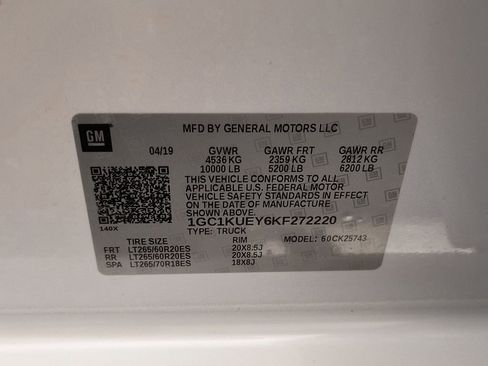 GM
MFD BY GENERAL MOTORS LLC
04/19 GVWR GAWR FRT GAWR RR
4536 KG 2359 KG 2812 KG
10000 LB 5200 LB 6200 LB
THIS VEHICLE CONFORMS TO ALL
APPLICABLE U.S. FEDERAL MOTOR
VEHICLE SAFETY STANDARDS IN EFFECT
ON THE DATE OF MANUFACTURE
SHOWN ABOVE.
1GC1KUEY6KF272220
140X TYPE: TRUCK
TIRE SIZE RIM MODEL: 60CK25743
FRT LT265/60R20ES 20X8.5J
RR LT265/60R20ES 20X8.5J
SPA LT265/70R18ES 18X8J